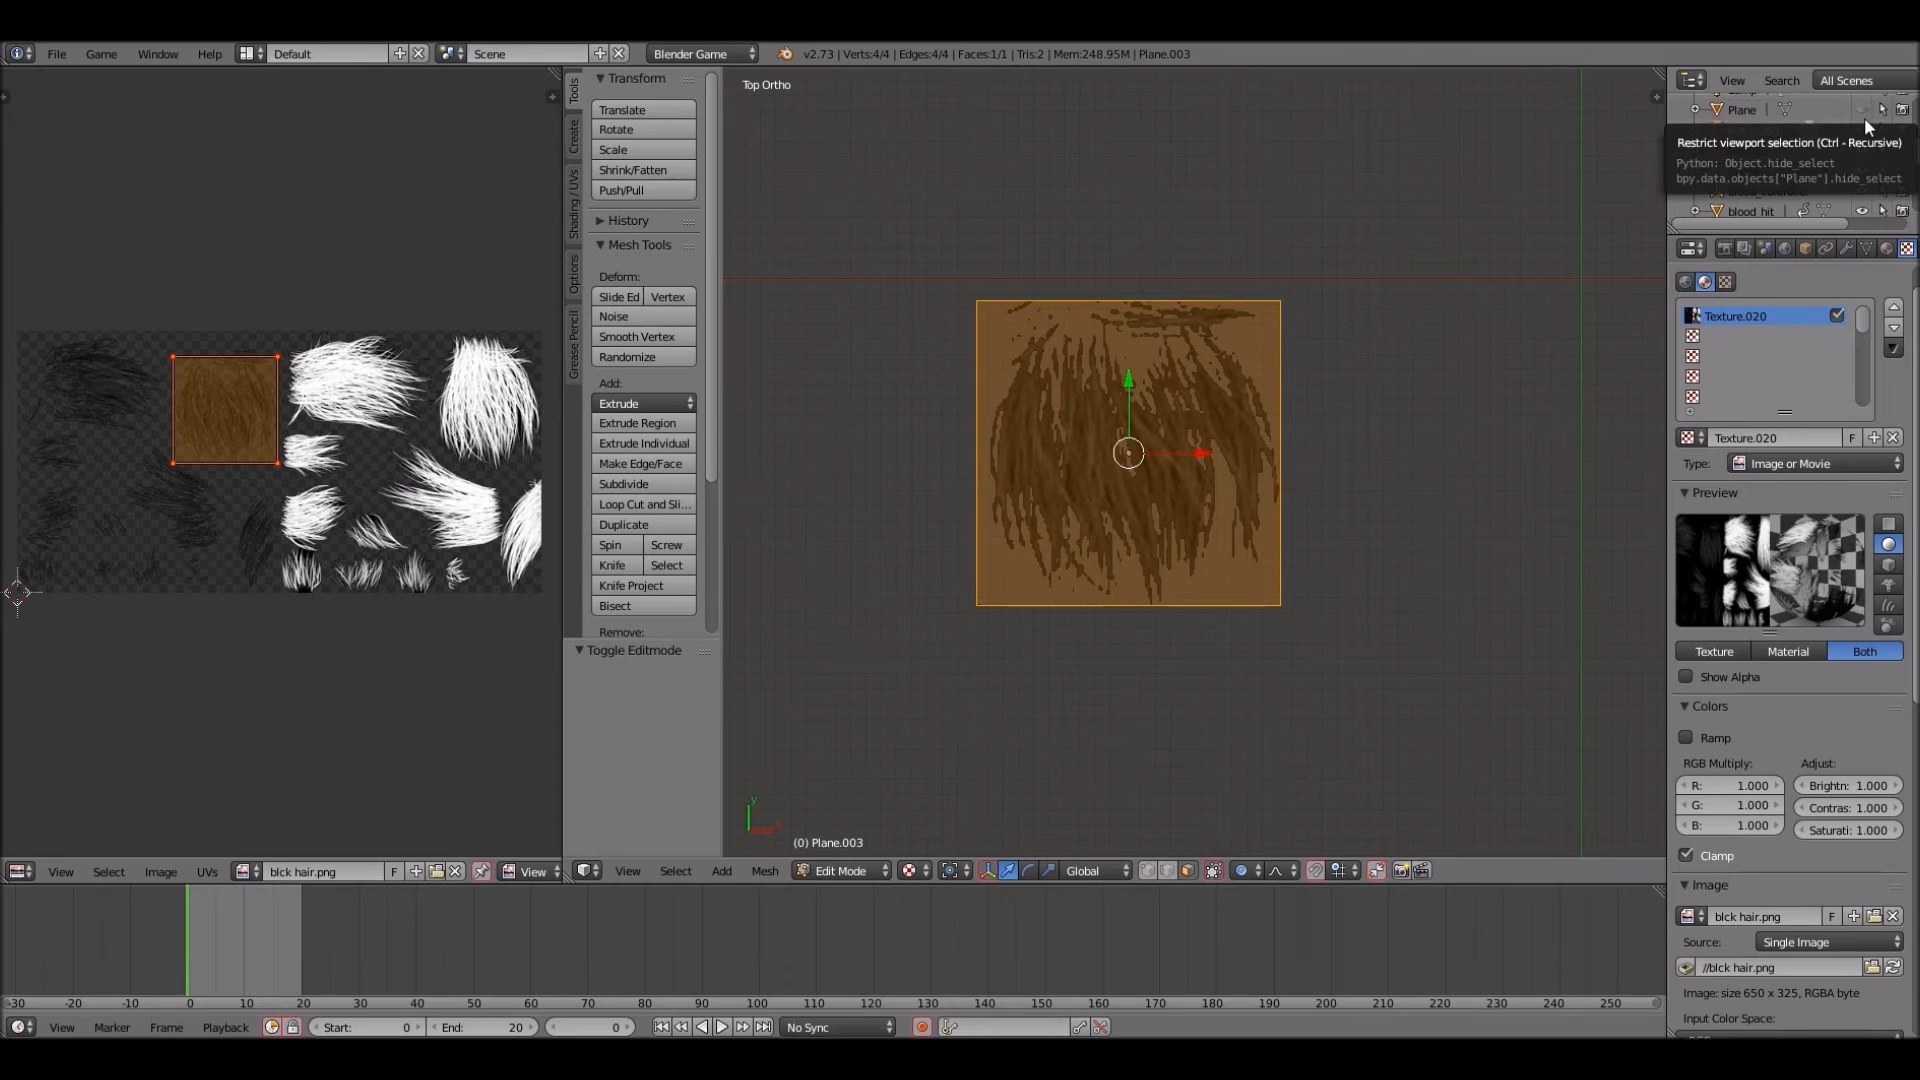 File Game Window Help Default Scene Blender Game v2.73 | Verts:4/4 | Edges:4/4 | Faces:1/1 | Tris:2 | Mem:248.95M | Plane.003
Top Ortho
Tools
Create
Shading / UVs
Options
Grease Pencil
Transform
Translate
Rotate
Scale
Shrink/Fatten
Push/Pull
History
Mesh Tools
Deform:
Slide Ed Vertex
Noise
Smooth Vertex
Randomize
Add:
Extrude
Extrude Region
Extrude Individual
Make Edge/Face
Subdivide
Loop Cut and Sli...
Duplicate
Spin Screw
Knife Select
Knife Project
Bisect
Remove:
Toggle Editmode
y
(0) Plane.003
View Search All Scenes
Plane
Restrict viewport selection (Ctrl - Recursive)
Python: Object.hide_select
bpy.data.objects["Plane"].hide_select
blood_hit
Texture.020
Texture.020 F
Type: Image or Movie
Preview
Texture Material Both
Show Alpha
Colors
Ramp
RGB Multiply: Adjust:
R: 1.000 Brightn: 1.000
G: 1.000 Contras: 1.000
B: 1.000 Saturati: 1.000
Clamp
Image
blck hair.png F
Source: Single Image
//blck hair.png
Image: size 650 x 325, RGBA byte
Input Color Space:
View Select Image UVs blck hair.png F View
View Select Add Mesh Edit Mode Global
-30 -20 -10 0 10 20 30 40 50 60 70 80 90 100 110 120 130 140 150 160 170 180 190 200 210 220 230 240 250
View Marker Frame Playback Start: 0 End: 20 0 No Sync